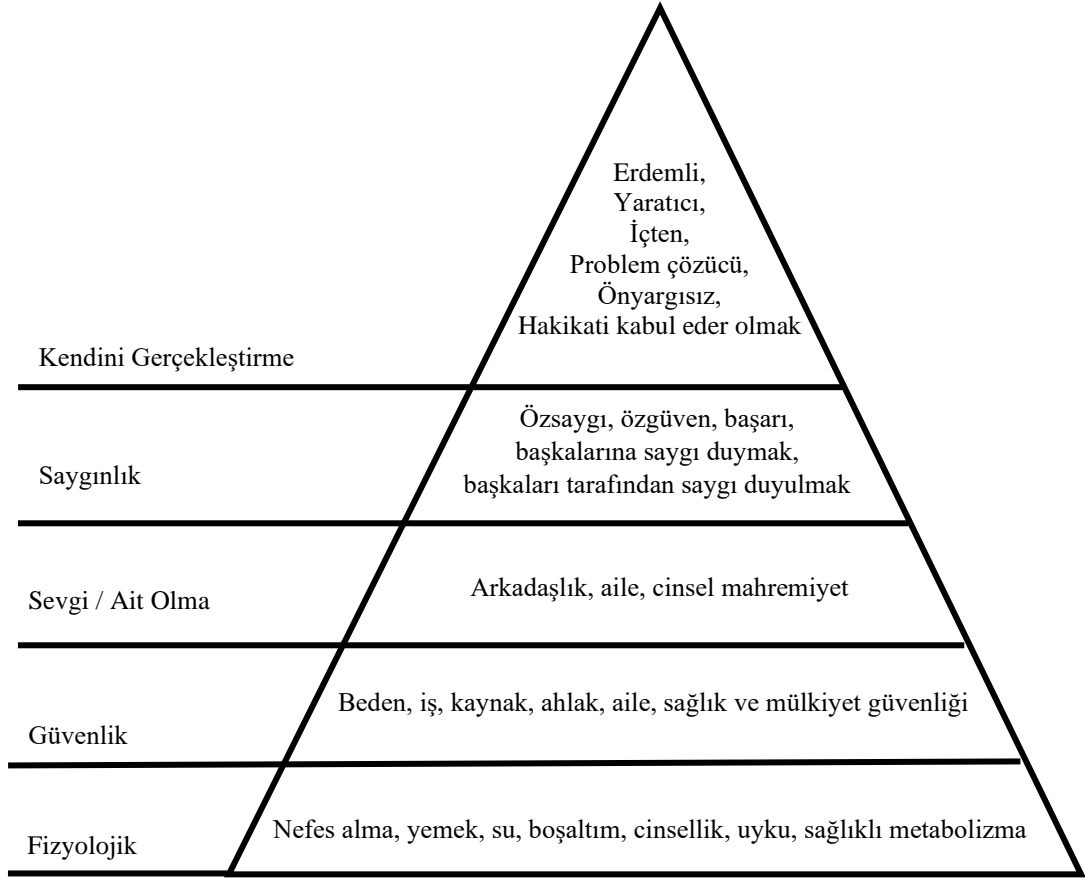 Erdemli,
Yaratıcı,
İçten,
Problem çözücü,
Önyargısız,
Hakikati kabul eder olmak
Kendini Gerçekleştirme
Özsaygı, özgüven, başarı,
başkalarına saygı duymak,
başkaları tarafından saygı duyulmak
Saygınlık
Arkadaşlık, aile, cinsel mahremiyet
Sevgi / Ait Olma
Beden, iş, kaynak, ahlak, aile, sağlık ve mülkiyet güvenliği
Güvenlik
Nefes alma, yemek, su, boşaltım, cinsellik, uyku, sağlıklı metabolizma
Fizyolojik